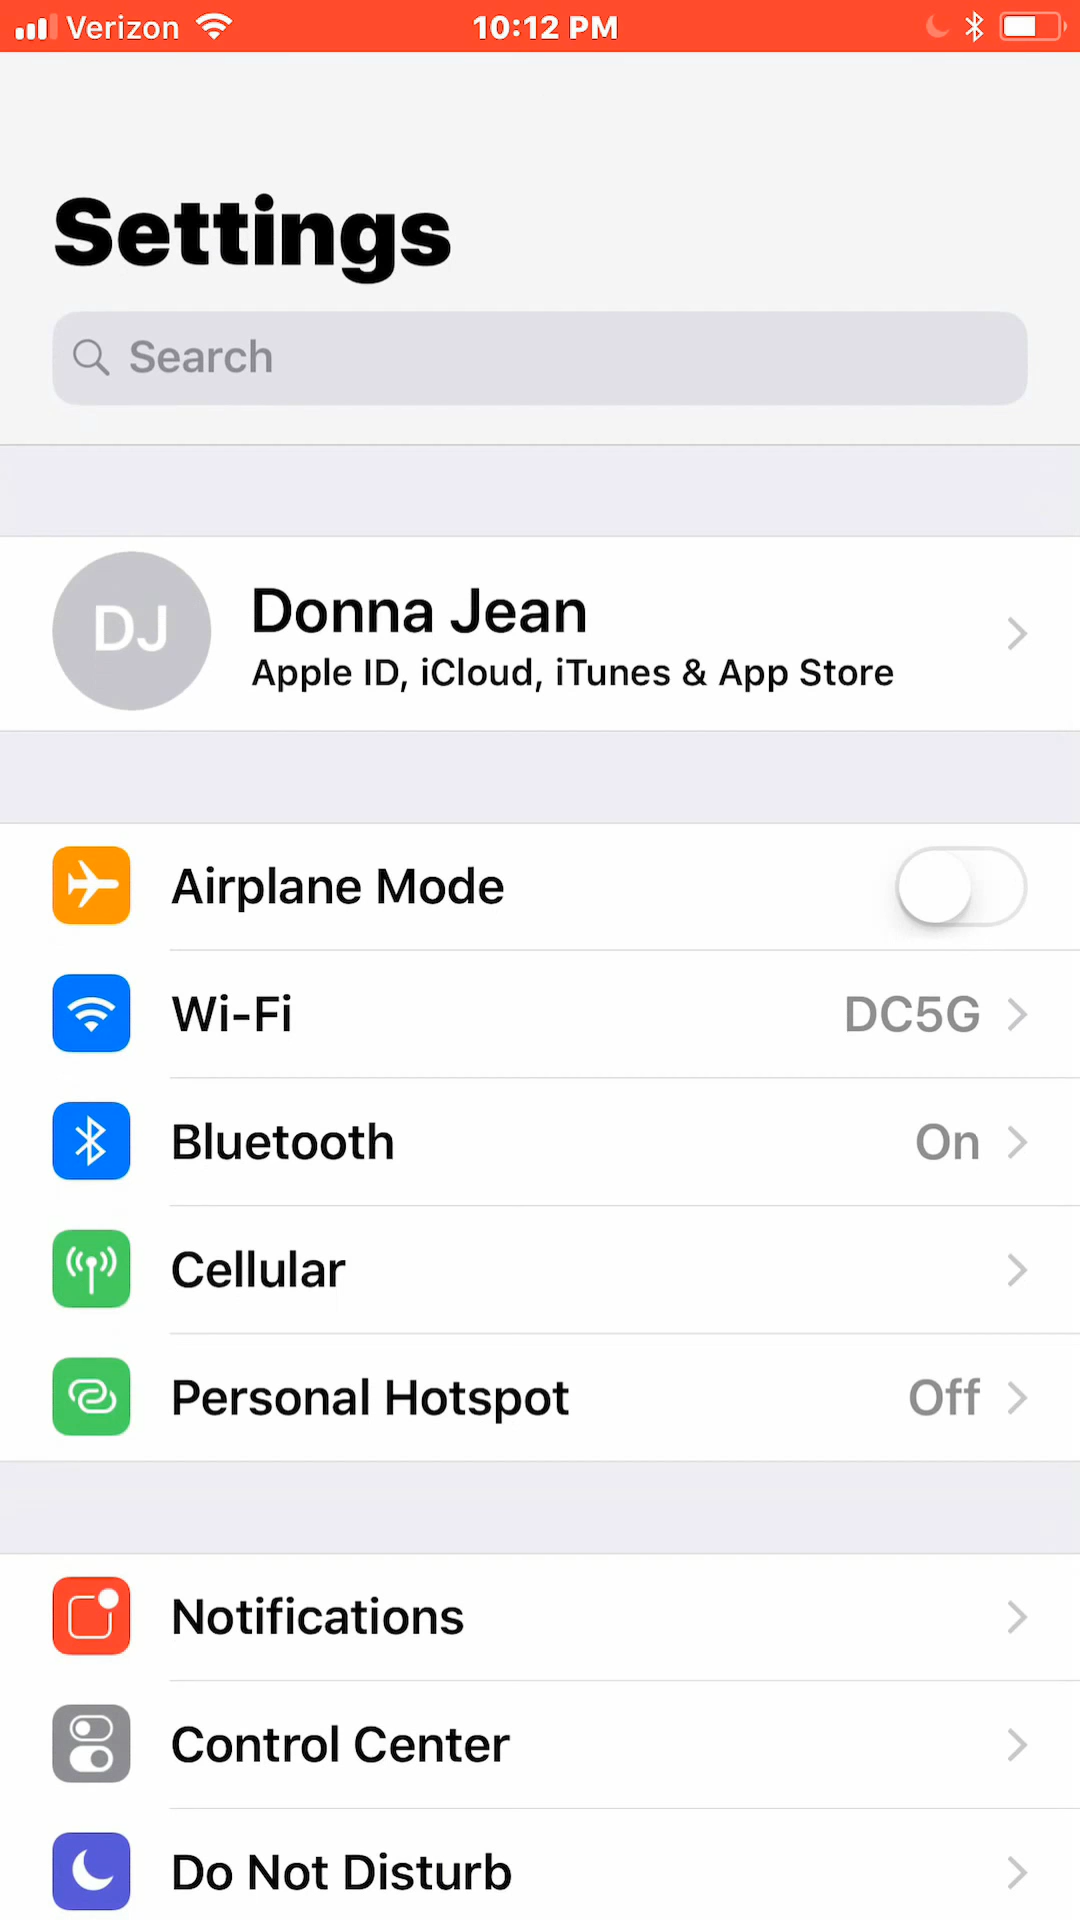 Verizon 10:12 PM
Settings
Search
DJ
Donna Jean
Apple ID, iCloud, iTunes & App Store
Airplane Mode
Wi-Fi DC5G
Bluetooth On
Cellular
Personal Hotspot Off
Notifications
Control Center
Do Not Disturb